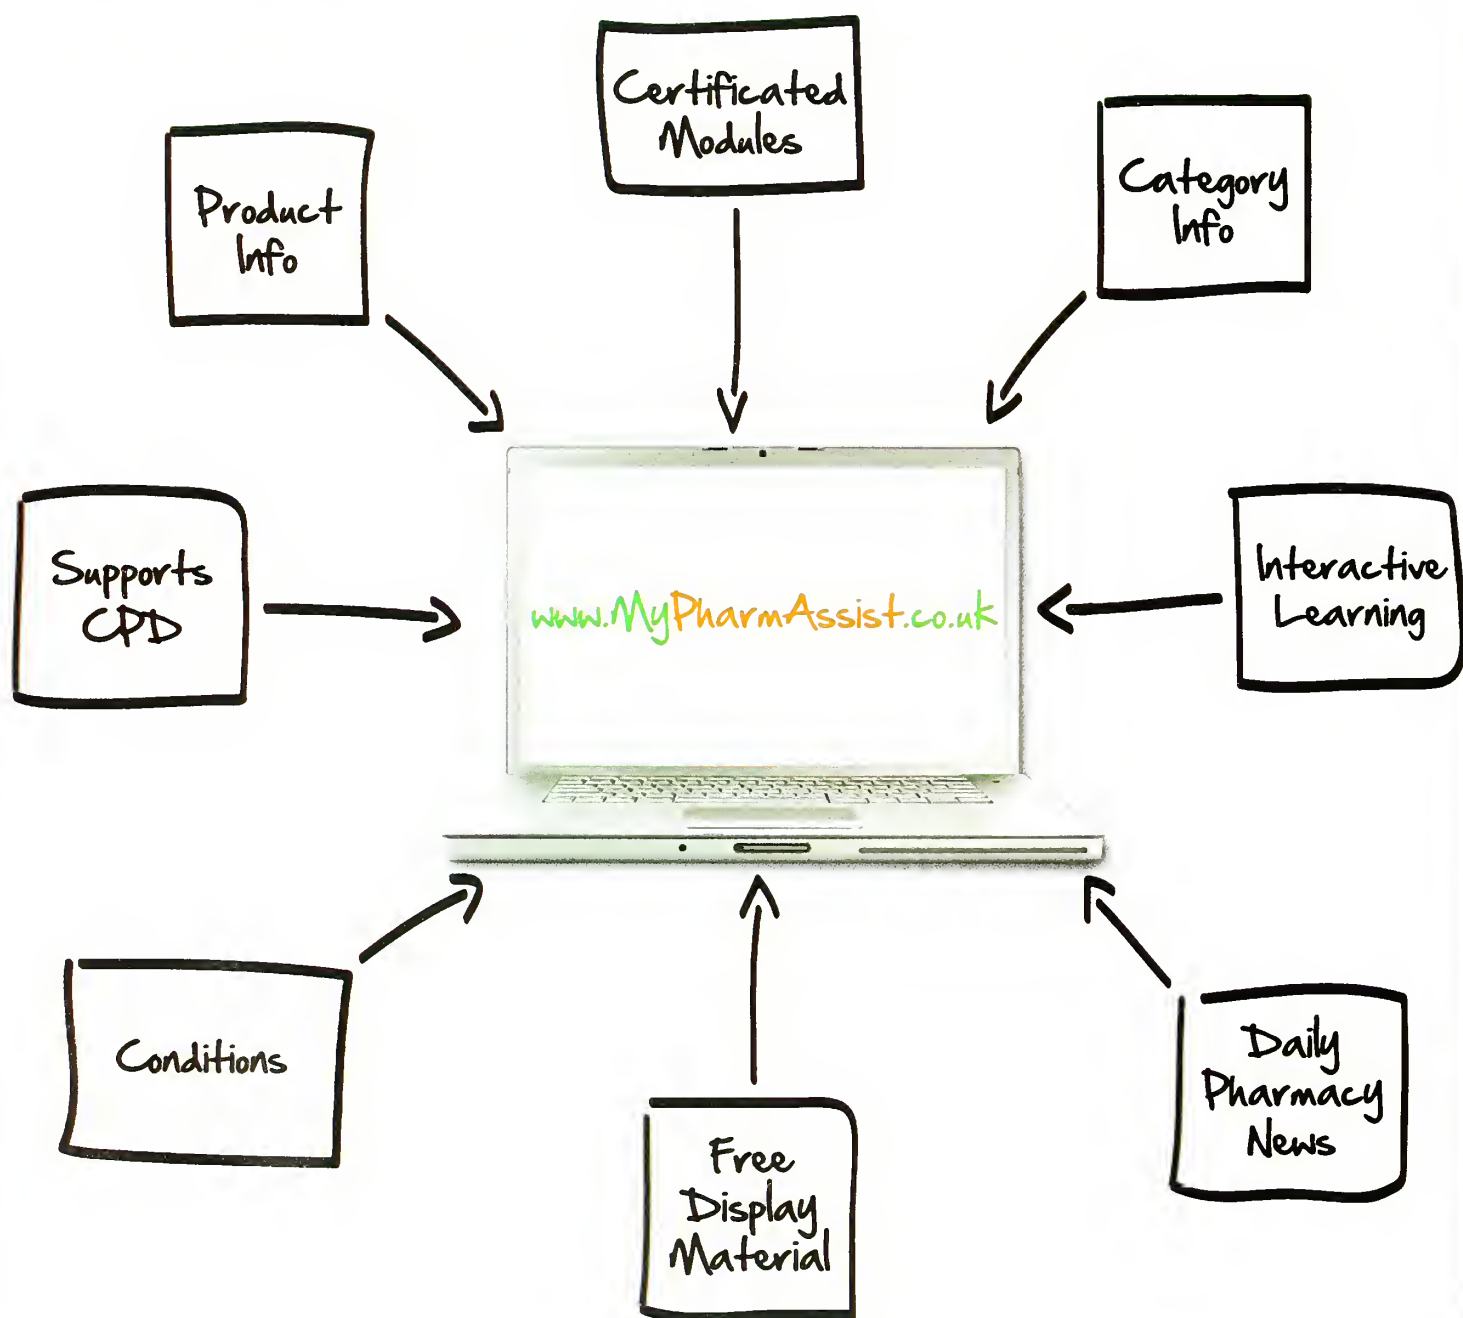 Certificated
Modules
Product
Info
Category
Info
Supports
CPD
www.MyPharmAssist.co.uk
Interactive
Learning
Conditions
Daily
Pharmacy
News
Free
Display
Material